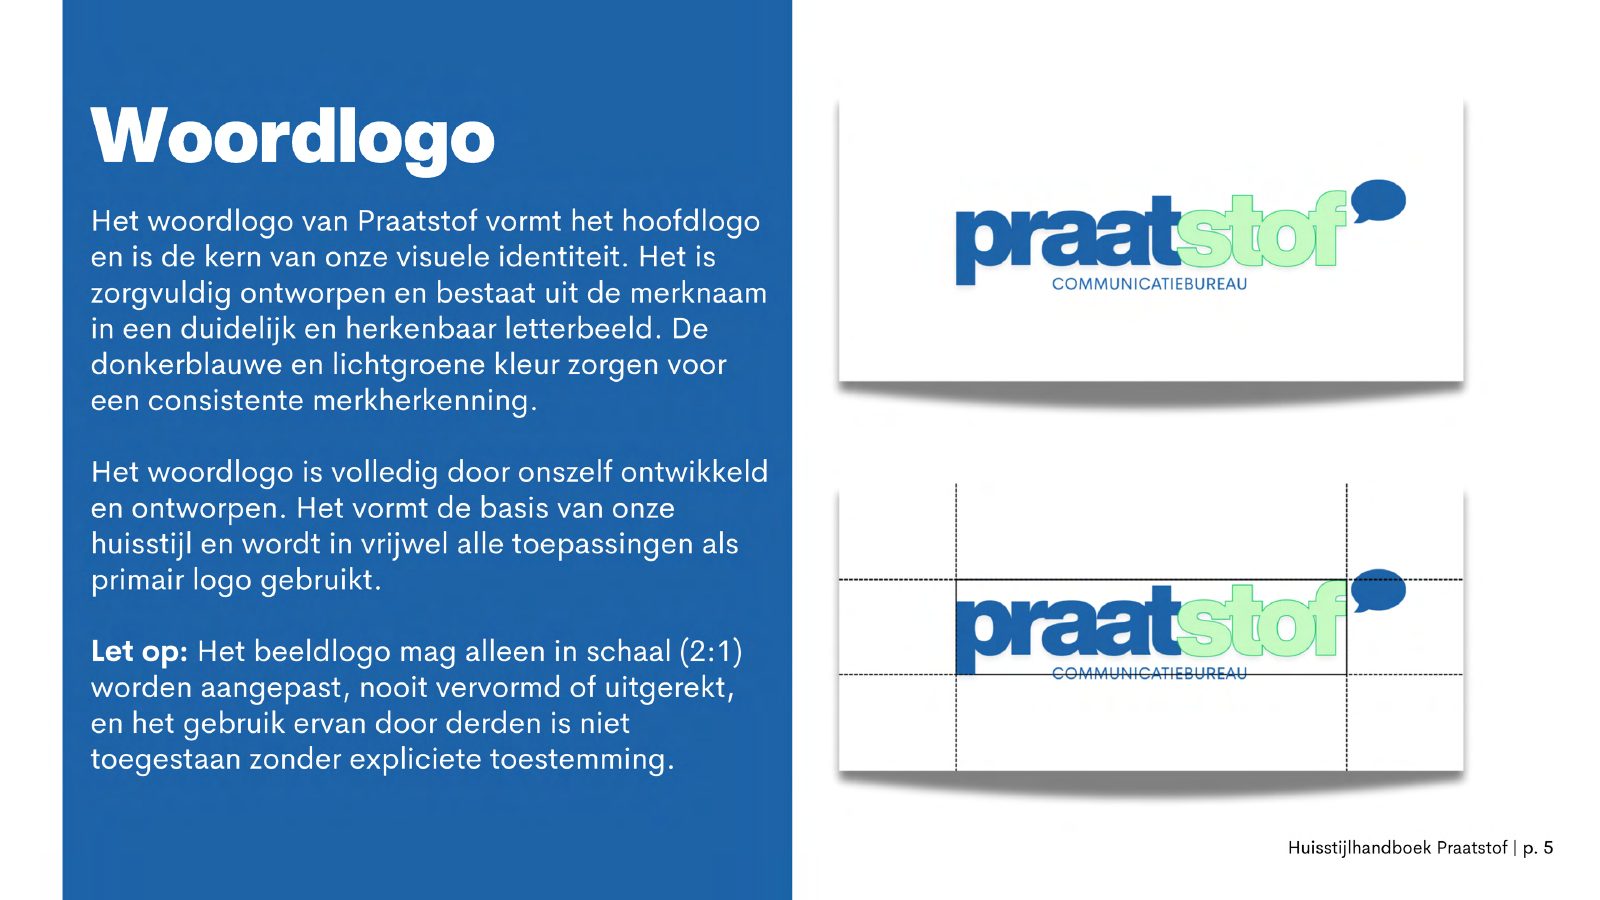 Woordlogo
Het woordlogo van Praatstof vormt het hoofdlogo
en is de kern van onze visuele identiteit. Het is
zorgvuldig ontworpen en bestaat uit de merknaam
in een duidelijk en herkenbaar letterbeeld. De
donkerblauwe en lichtgroene kleur zorgen voor
een consistente merkherkenning.
Het woordlogo is volledig door onszelf ontwikkeld
en ontworpen. Het vormt de basis van onze
huisstijl en wordt in vrijwel alle toepassingen als
primair logo gebruikt.
Let op: Het beeldlogo mag alleen in schaal (2:1)
worden aangepast, nooit vervormd of uitgerekt,
en het gebruik ervan door derden is niet
toegestaan zonder expliciete toestemming.
praatstof
COMMUNICATIEBUREAU
praatstof
COMMUNICATIEBUREAU
Huisstijlhandboek Praatstof | p. 5